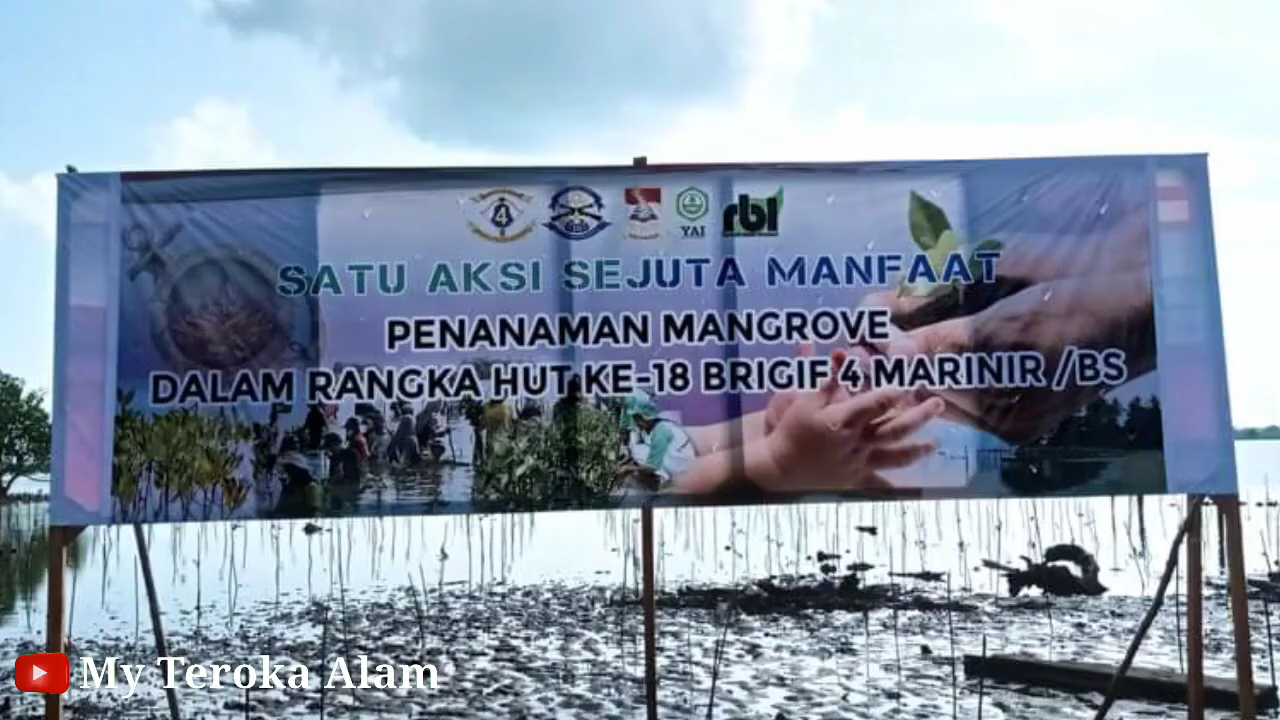 4
YAI
rbl
SATU AKSI SEJUTA MANFAAT
PENANAMAN MANGROVE
DALAM RANGKA HUT KE-18 BRIGIF 4 MARINIR /BS
My Teroka Alam